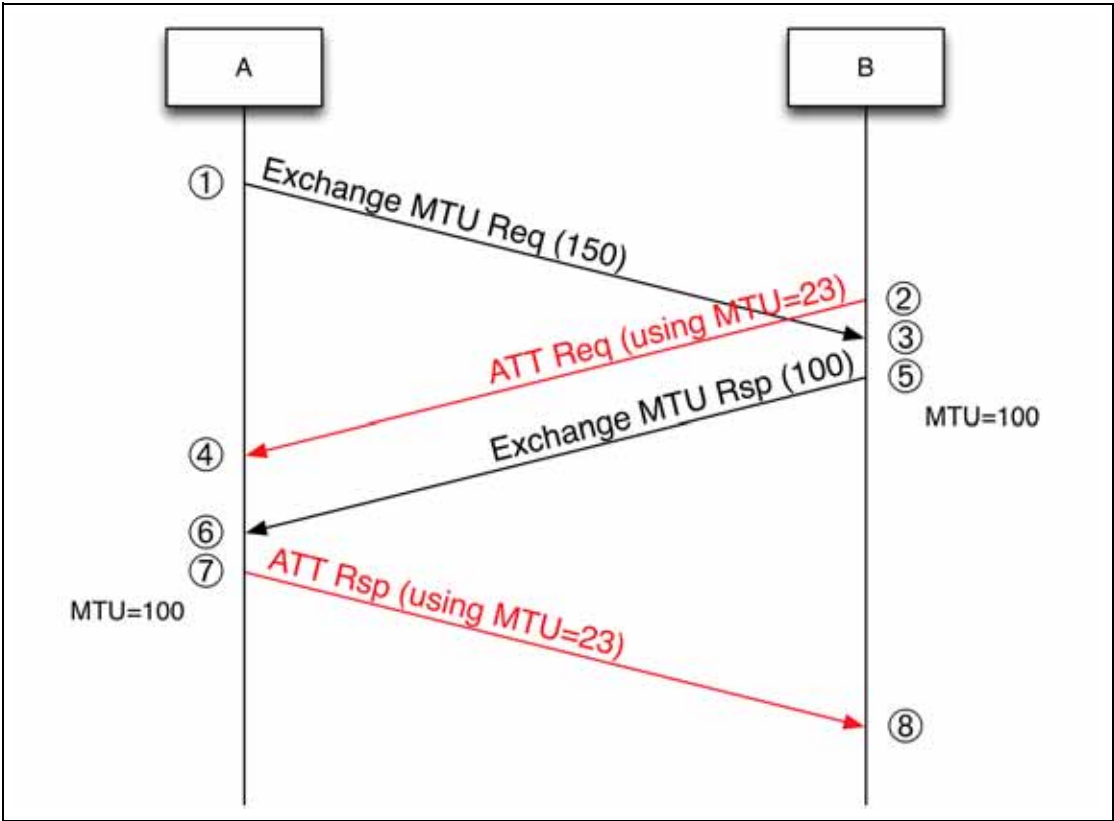 A
B
①
Exchange MTU Req (150)
②
ATT Req (using MTU=23)
③
⑤
Exchange MTU Rsp (100)
MTU=100
④
⑥
⑦
ATT Rsp (using MTU=23)
MTU=100
⑧